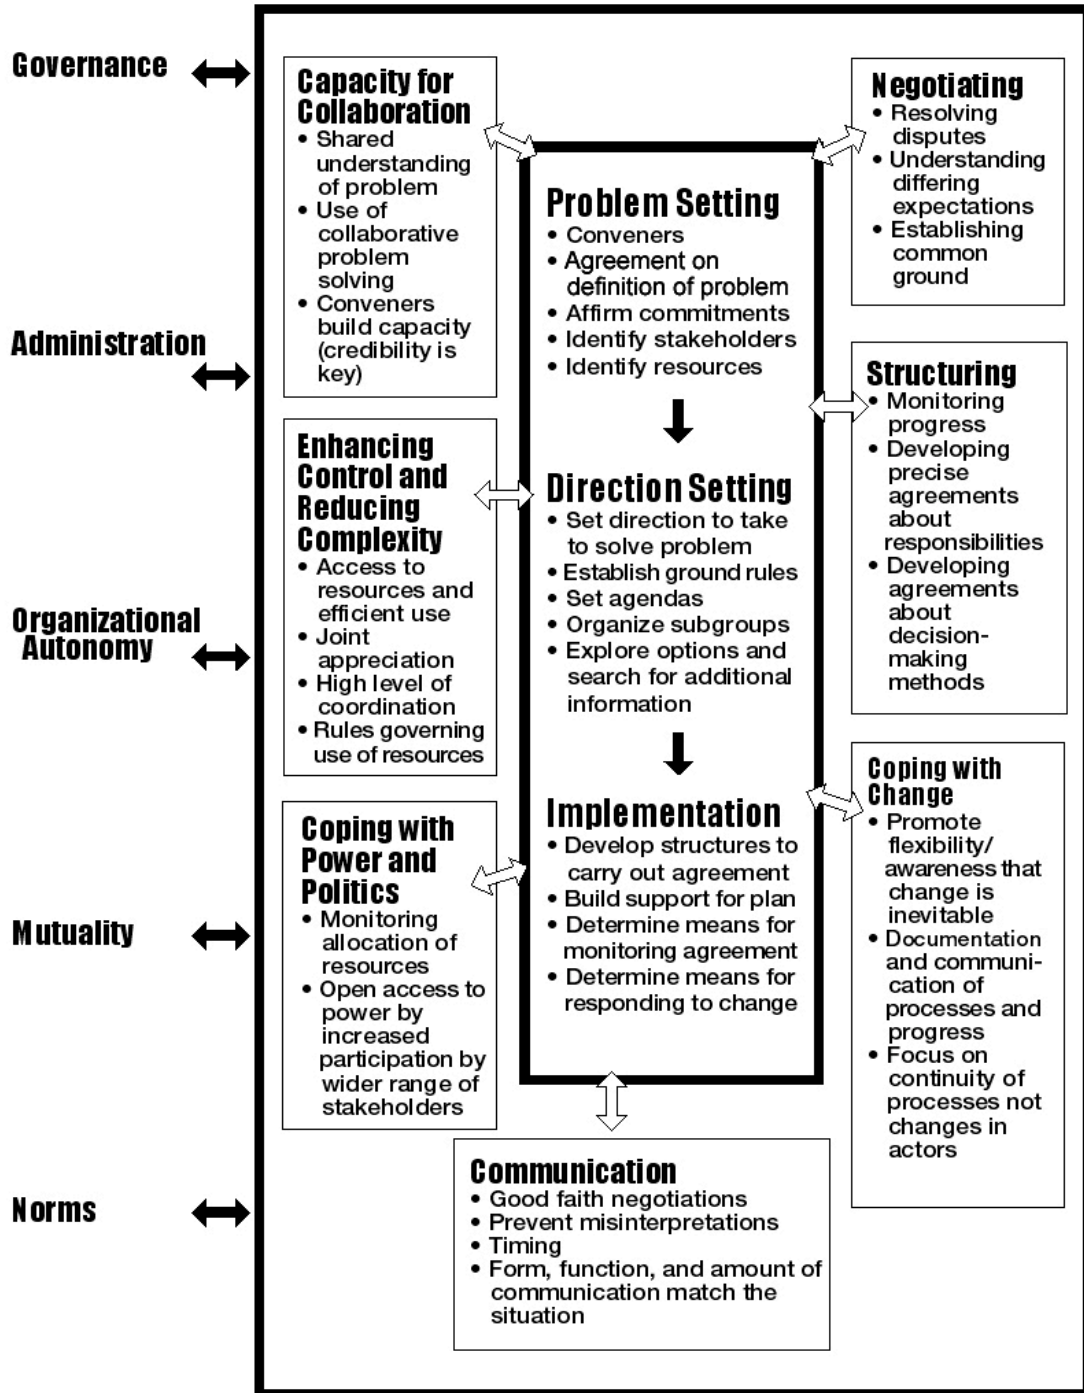 Governance
Administration
Organizational
Autonomy
Mutuality
Norms
Capacity for
Collaboration
• Shared
understanding
of problem
• Use of
collaborative
problem
solving
• Conveners
build capacity
(credibility is
key)
Enhancing
Control and
Reducing
Complexity
• Access to
resources and
efficient use
• Joint
appreciation
• High level of
coordination
• Rules governing
use of resources
Coping with
Power and
Politics
• Monitoring
allocation of
resources
• Open access to
power by
increased
participation by
wider range of
stakeholders
Problem Setting
• Conveners
• Agreement on
definition of problem
• Affirm commitments
• Identify stakeholders
• Identify resources
Direction Setting
• Set direction to take
to solve problem
• Establish ground rules
• Set agendas
• Organize subgroups
• Explore options and
search for additional
information
Implementation
• Develop structures to
carry out agreement
• Build support for plan
• Determine means for
monitoring agreement
• Determine means for
responding to change
Negotiating
• Resolving
disputes
• Understanding
differing
expectations
• Establishing
common
ground
Structuring
• Monitoring
progress
• Developing
precise
agreements
about
responsibilities
• Developing
agreements
about
decision-
making
methods
Coping with
Change
• Promote
flexibility/
awareness that
change is
inevitable
• Documentation
and communi-
cation of
processes and
progress
• Focus on
continuity of
processes not
changes in
actors
Communication
• Good faith negotiations
• Prevent misinterpretations
• Timing
• Form, function, and amount of
communication match the
situation